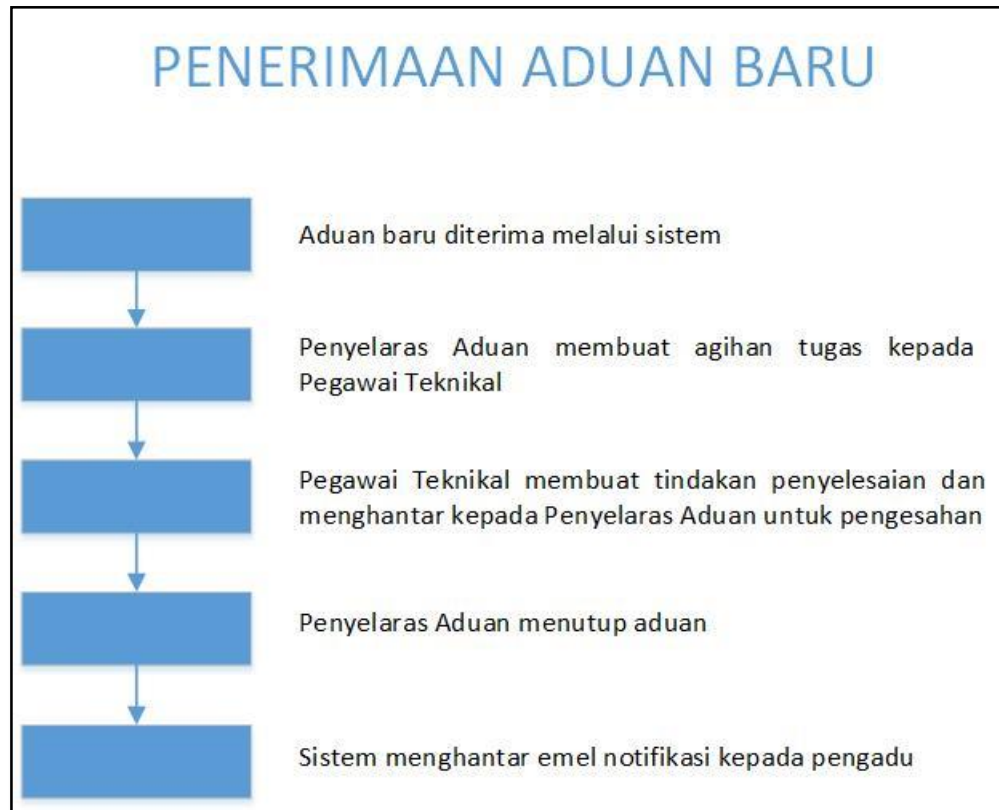 PENERIMAAN ADUAN BARU
Aduan baru diterima melalui sistem
Penyelaras Aduan membuat agihan tugas kepada
Pegawai Teknikal
Pegawai Teknikal membuat tindakan penyelesaian dan
menghantar kepada Penyelaras Aduan untuk pengesahan
Penyelaras Aduan menutup aduan
Sistem menghantar emel notifikasi kepada pengadu